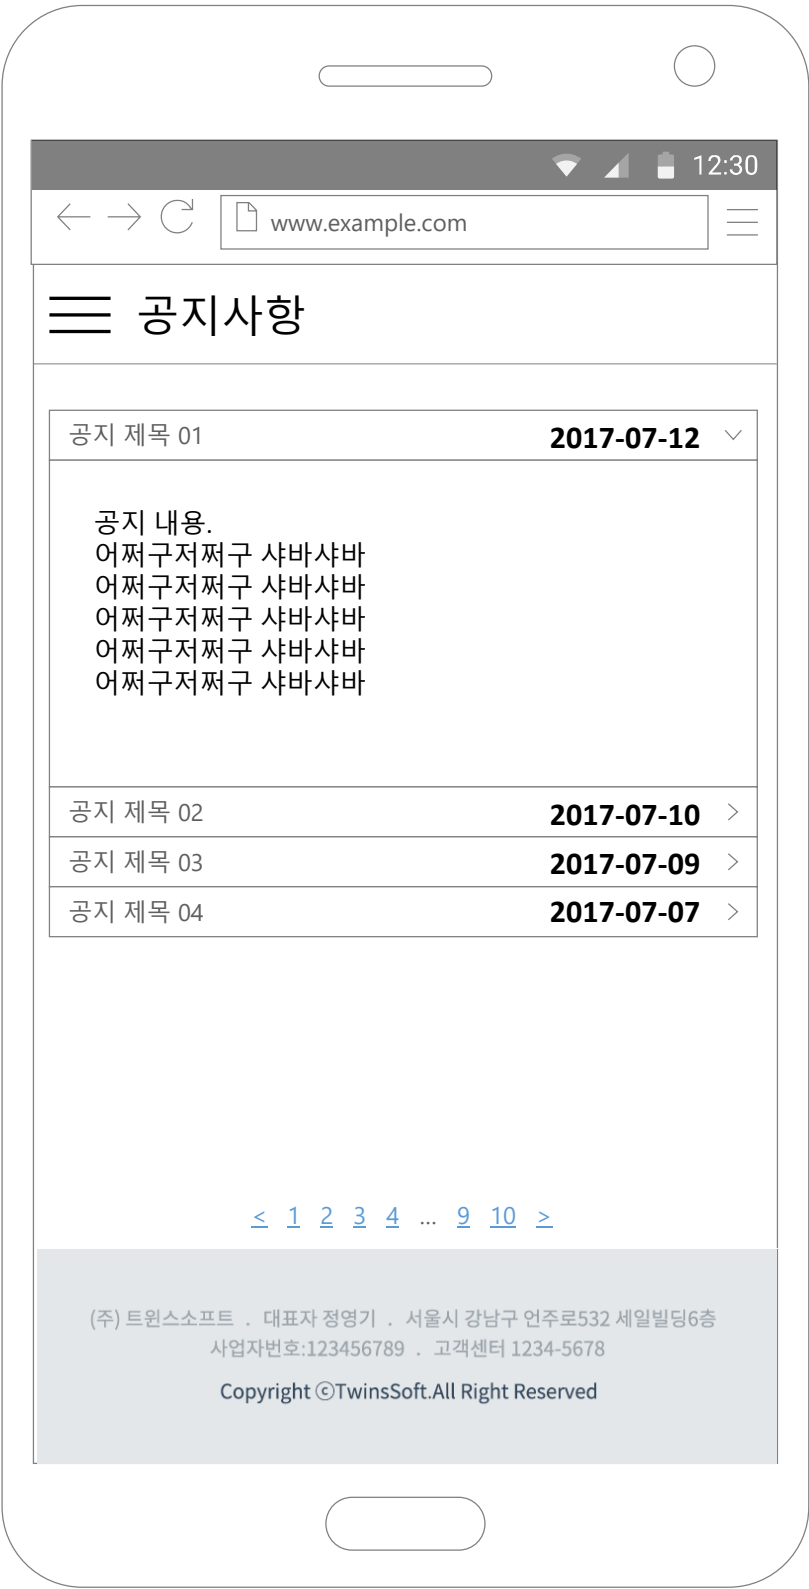 12:30
www.example.com
공지사항
공지 제목 01 2017-07-12
공지 내용.
어쩌구저쩌구 샤바샤바
어쩌구저쩌구 샤바샤바
어쩌구저쩌구 샤바샤바
어쩌구저쩌구 샤바샤바
어쩌구저쩌구 샤바샤바
공지 제목 02 2017-07-10
공지 제목 03 2017-07-09
공지 제목 04 2017-07-07
< 1 2 3 4 ... 9 10 >
(주) 트윈스소프트 . 대표자 정영기 . 서울시 강남구 언주로532 세일빌딩6층
사업자번호:123456789 . 고객센터 1234-5678
Copyright ⓒTwinsSoft.All Right Reserved